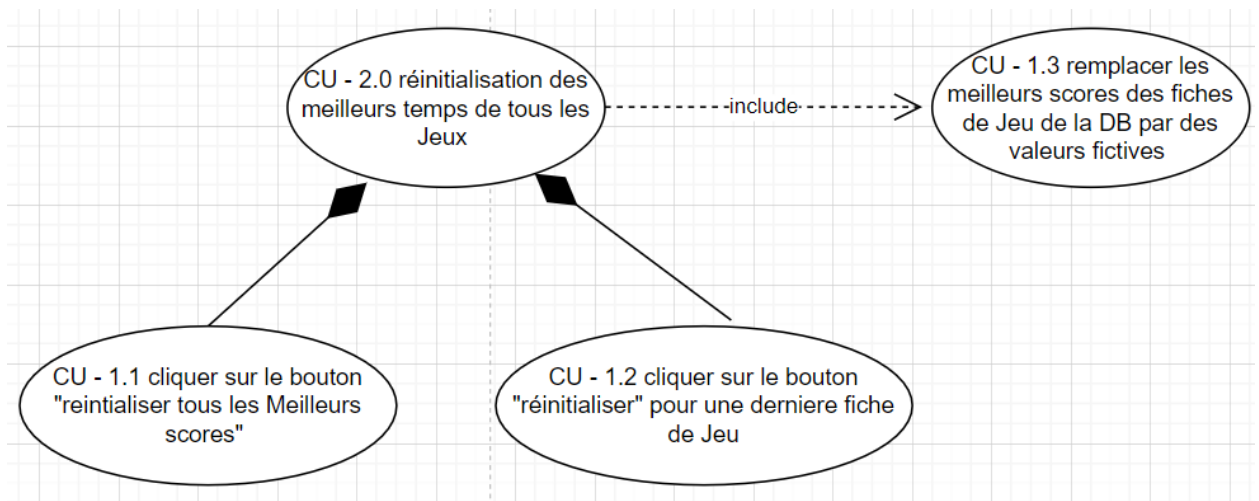 CU - 2.0 réinitialisation des
meilleurs temps de tous les
Jeux
include
CU - 1.3 remplacer les
meilleurs scores des fiches
de Jeu de la DB par des
valeurs fictives
CU - 1.1 cliquer sur le bouton
"reintialiser tous les Meilleurs
scores"
CU - 1.2 cliquer sur le bouton
"réinitialiser" pour une derniere fiche
de Jeu